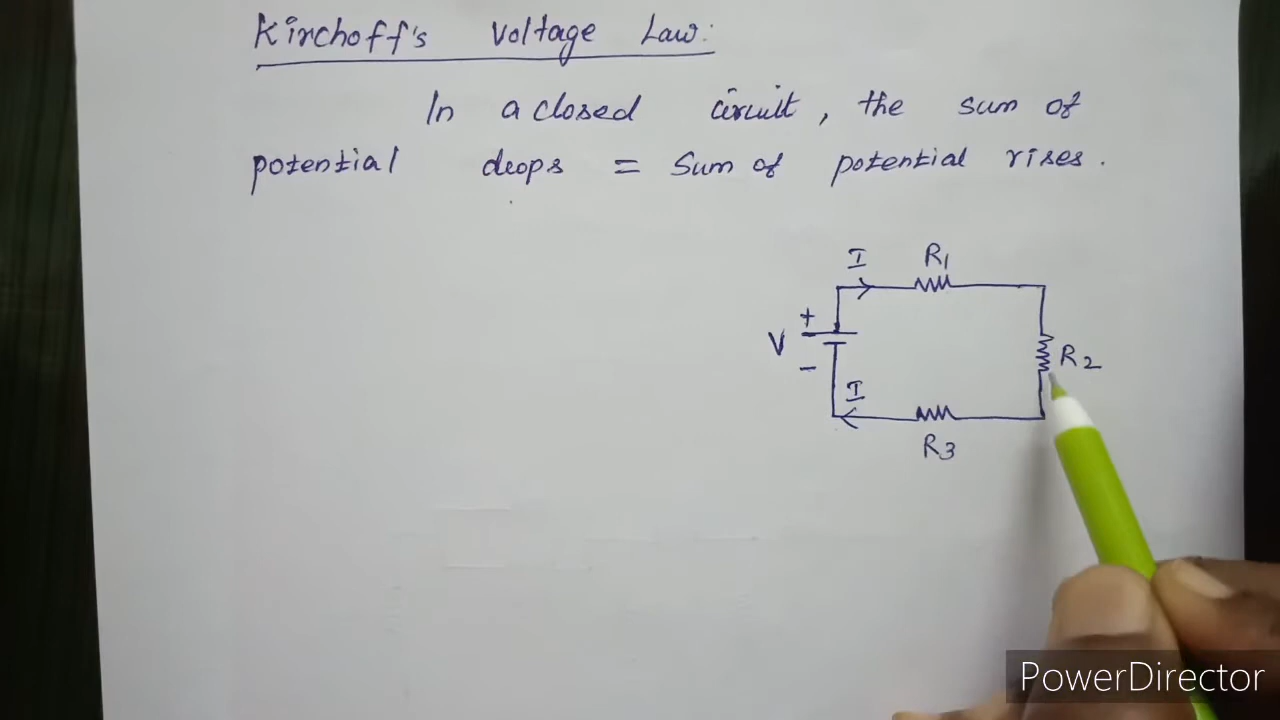 Kirchoff's Voltage Law:
In a closed circuit, the sum of
potential drops = Sum of potential rises.
I R1
+
V
-
R2
I
R3
PowerDirector